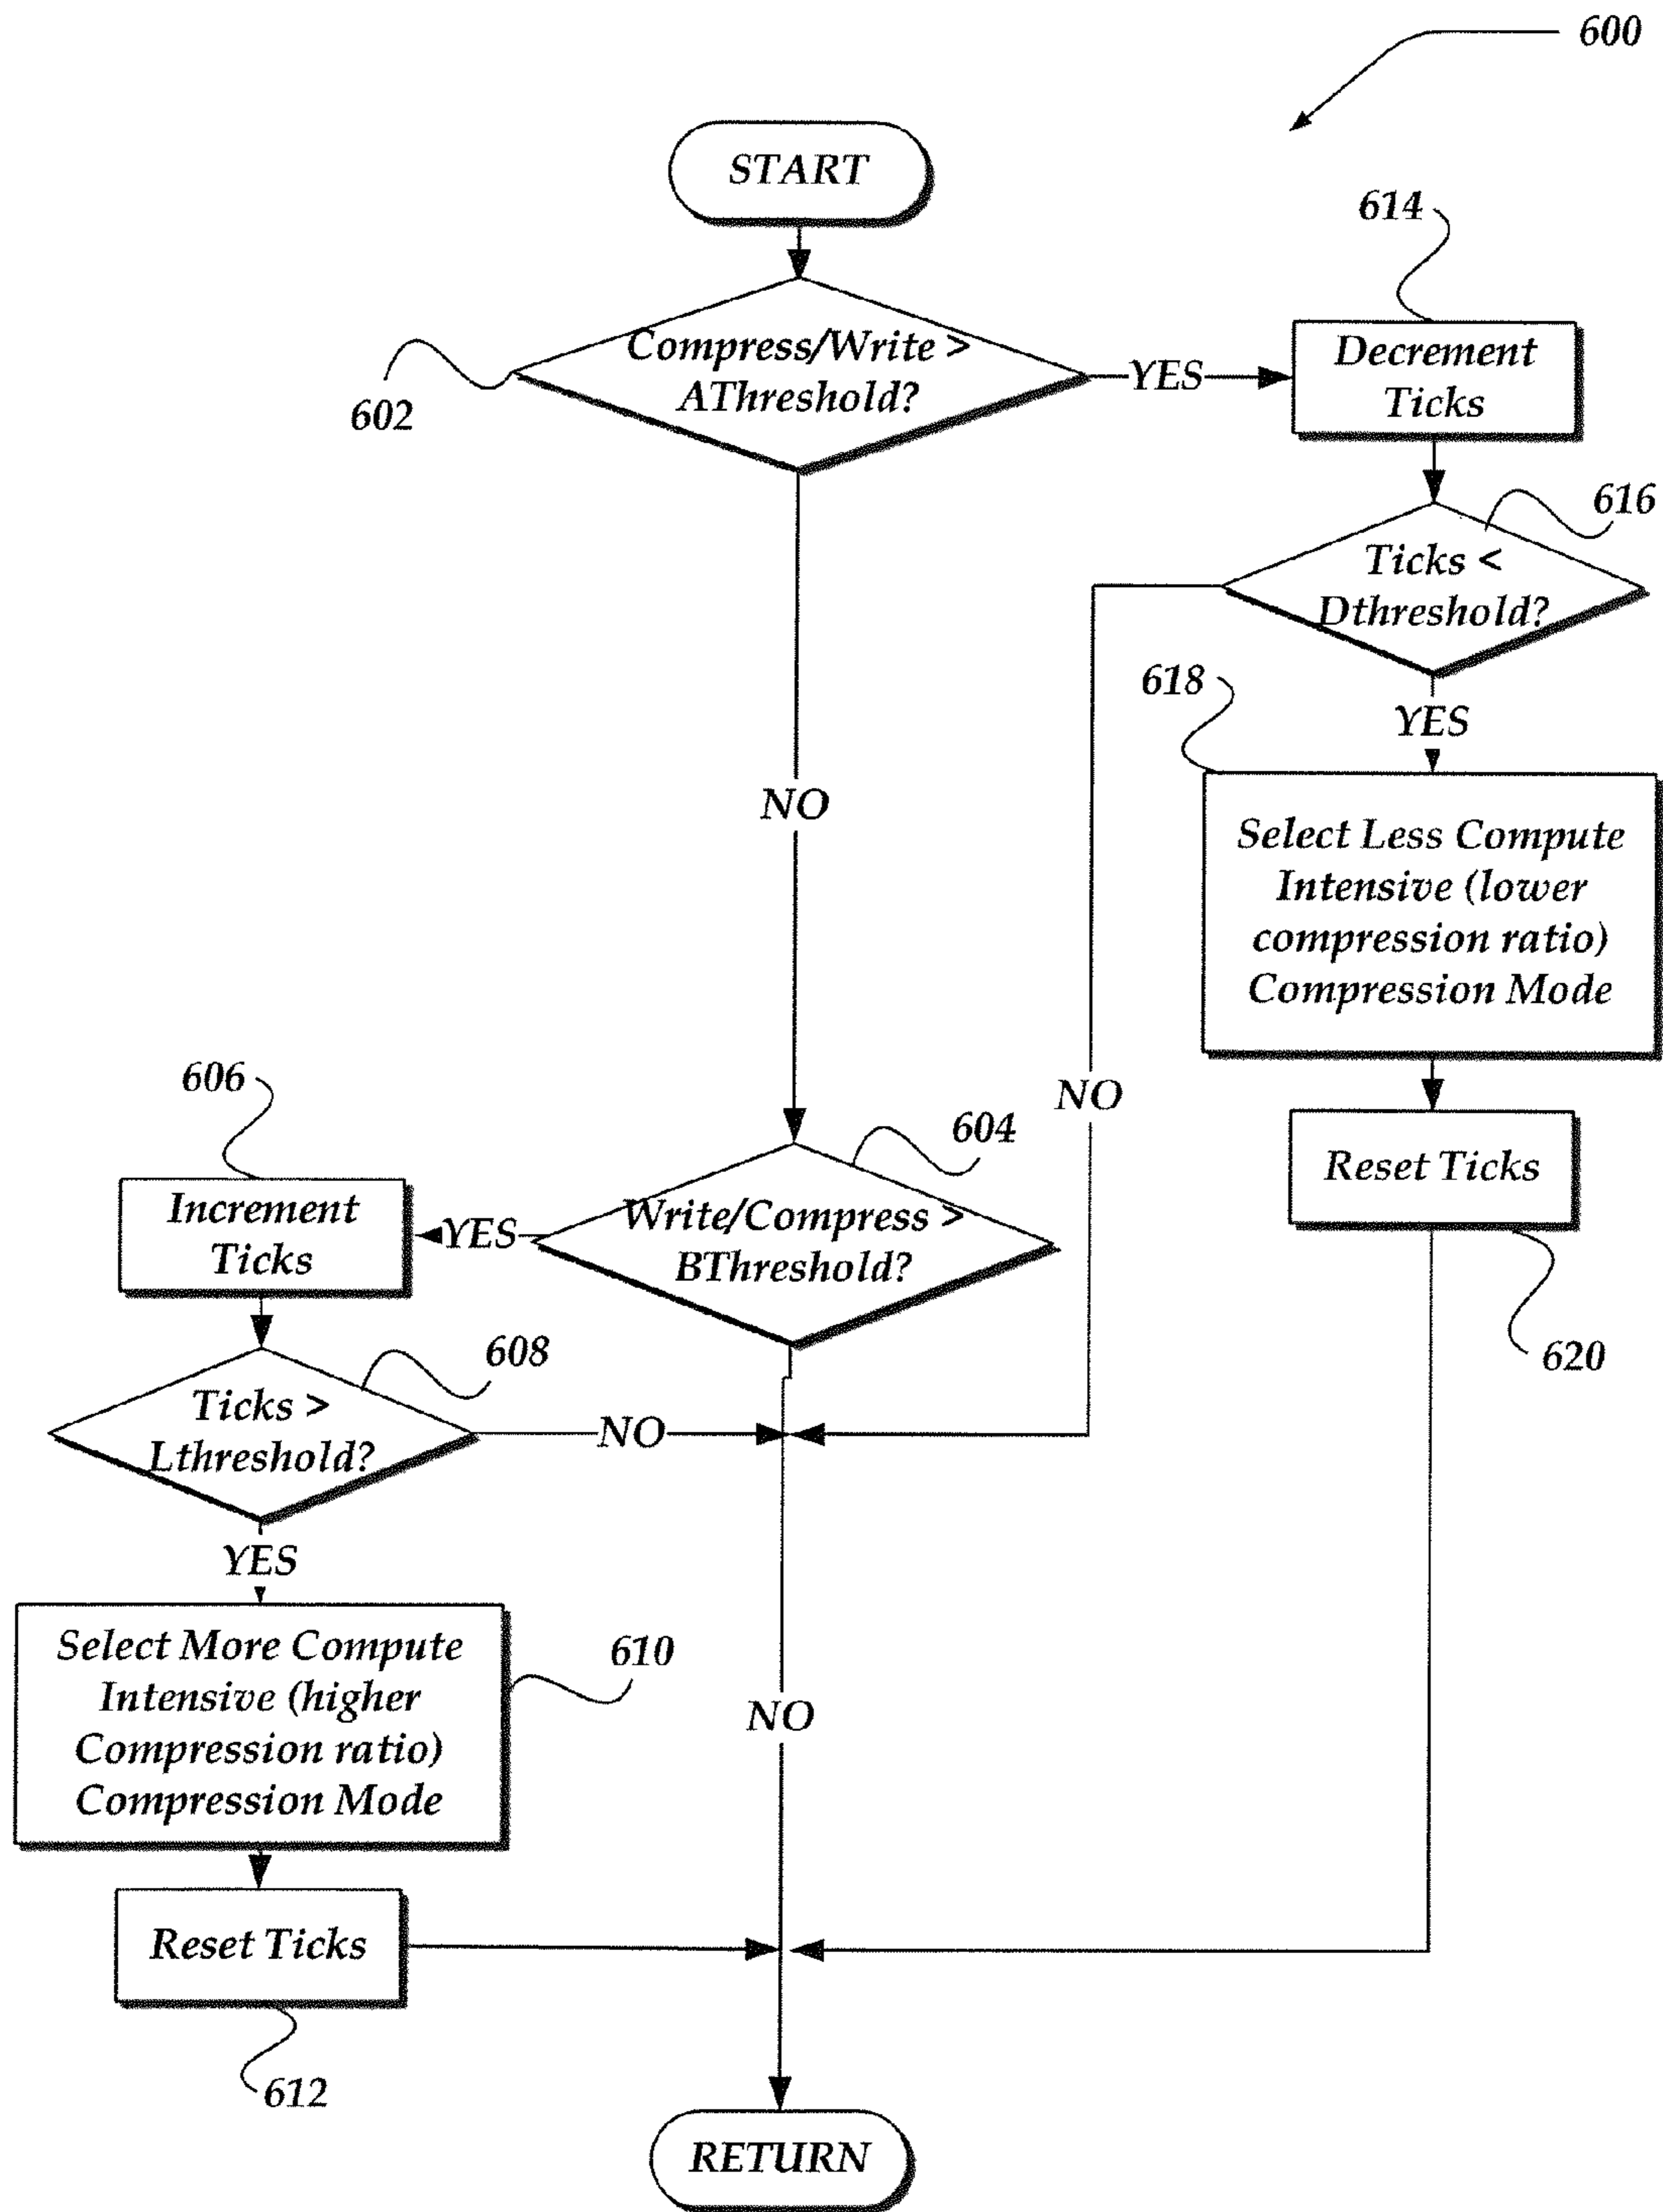 600
START
614
Compress/Write >
AThreshold?
YES
Decrement
Ticks
602
616
Ticks <
Dthreshold?
618
YES
NO
Select Less Compute
Intensive (lower
compression ratio)
Compression Mode
606
NO
604
Increment
Ticks
YES
Write/Compress >
BThreshold?
Reset Ticks
608
620
Ticks >
Lthreshold?
NO
YES
Select More Compute
Intensive (higher
Compression ratio)
Compression Mode
610
NO
Reset Ticks
612
RETURN